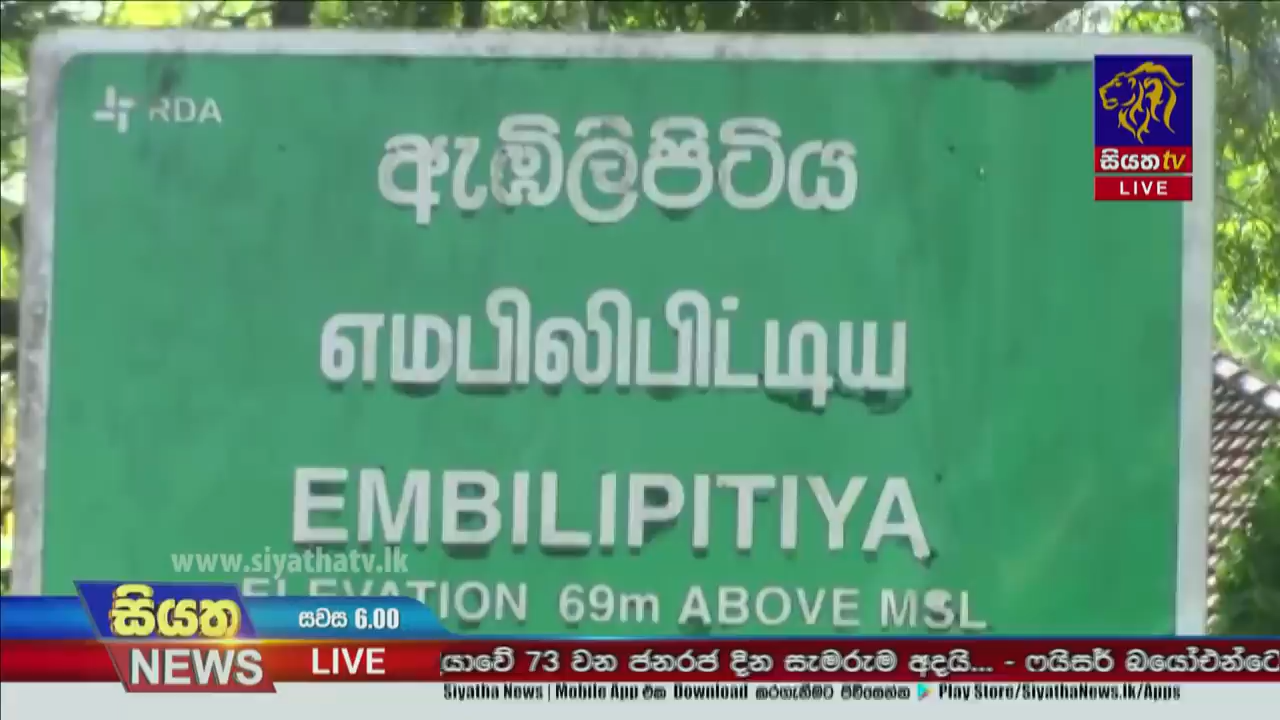 RDA
ඇඹිලිපිටිය
எமபிலிபிட்டிய
EMBILIPITIYA
ELEVATION 69m ABOVE MSL
සියත tv
LIVE
www.siyathatv.lk
සියත
NEWS
සවස 6.00
LIVE
යාවේ 73 වන ජනරජ දින සැමරුම අදයි... - ෆයිසර් බයෝඑන්ටෙ
Siyatha News | Mobile App එක Download කරගැනීමට පිවිසෙන්න Play Store/SiyathaNews.lk/Apps